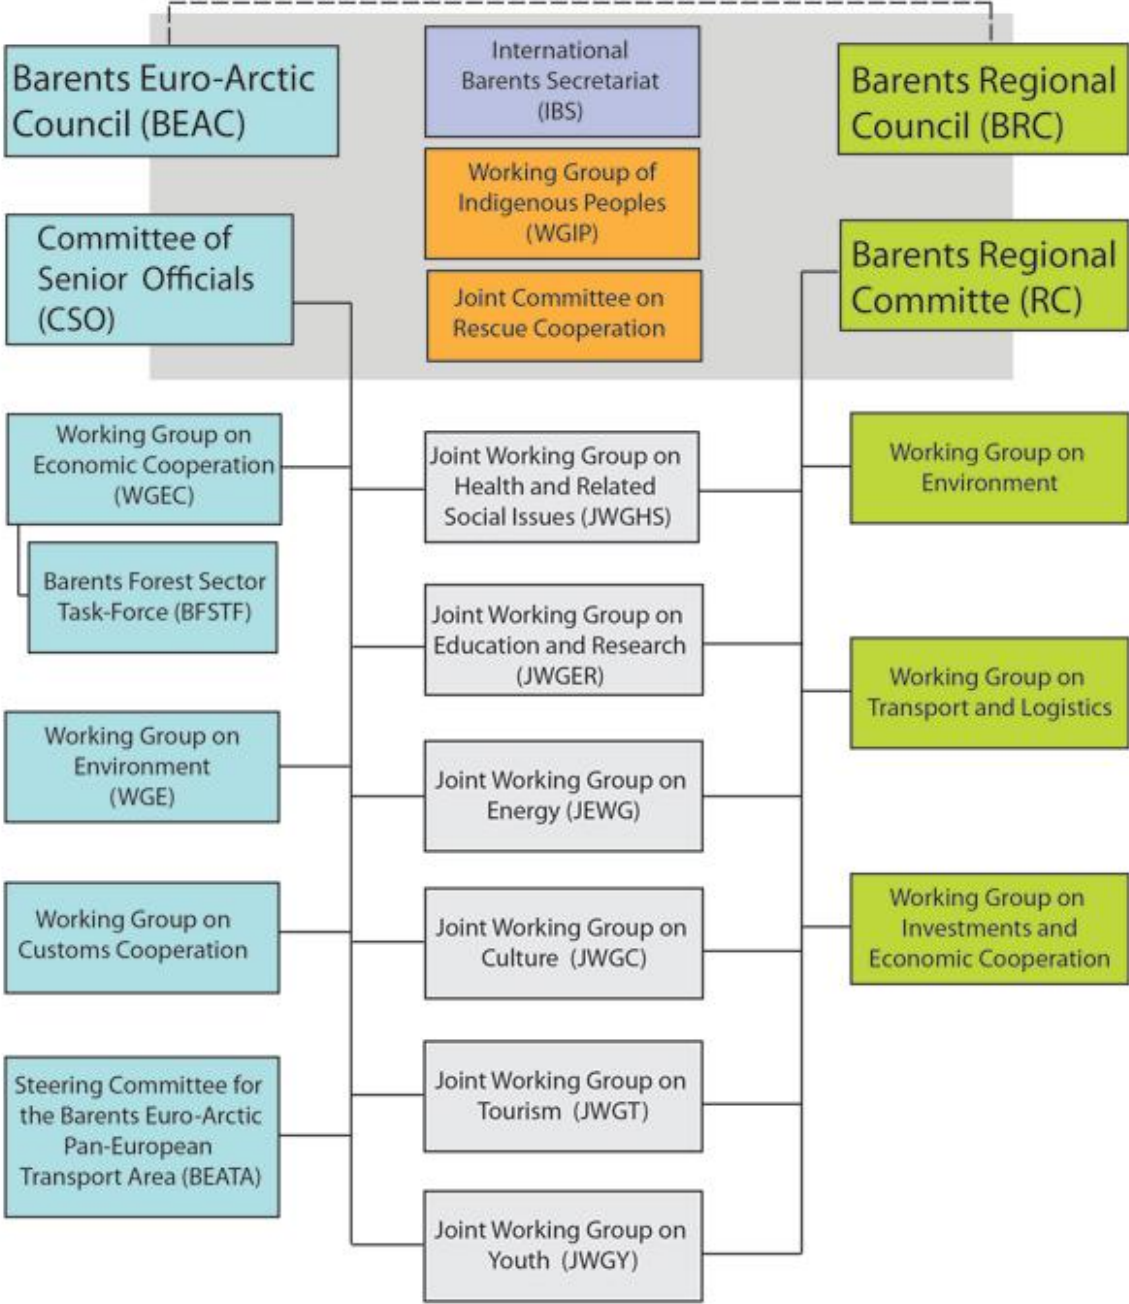 Barents Euro-Arctic
Council (BEAC)
International
Barents Secretariat
(IBS)
Barents Regional
Council (BRC)
Working Group of
Indigenous Peoples
(WGIP)
Committee of
Senior Officials
(CSO)
Joint Committee on
Rescue Cooperation
Barents Regional
Committe (RC)
Working Group on
Economic Cooperation
(WGEC)
Barents Forest Sector
Task-Force (BFSTF)
Working Group on
Environment
(WGE)
Working Group on
Customs Cooperation
Steering Committee for
the Barents Euro-Arctic
Pan-European
Transport Area (BEATA)
Joint Working Group on
Health and Related
Social Issues (JWGHS)
Joint Working Group on
Education and Research
(JWGER)
Joint Working Group on
Energy (JEWG)
Joint Working Group on
Culture (JWGC)
Joint Working Group on
Tourism (JWGT)
Joint Working Group on
Youth (JWGY)
Working Group on
Environment
Working Group on
Transport and Logistics
Working Group on
Investments and
Economic Cooperation